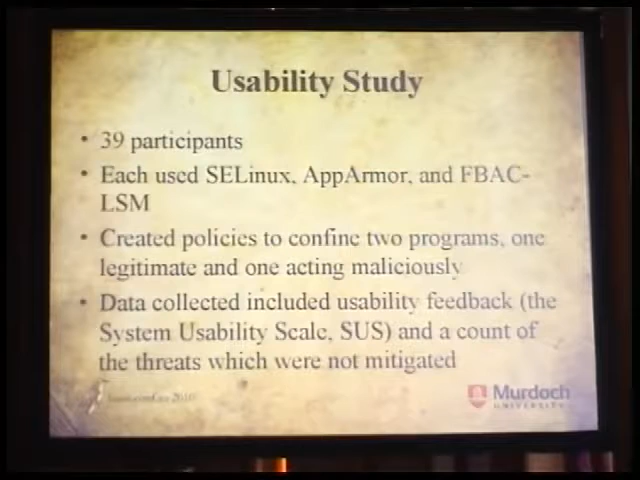 Usability Study
• 39 participants
• Each used SELinux, AppArmor, and FBAC-
LSM
• Created policies to confine two programs, one
legitimate and one acting maliciously
• Data collected included usability feedback (the
System Usability Scale, SUS) and a count of
the threats which were not mitigated
Murdoch
UNIVERSITY